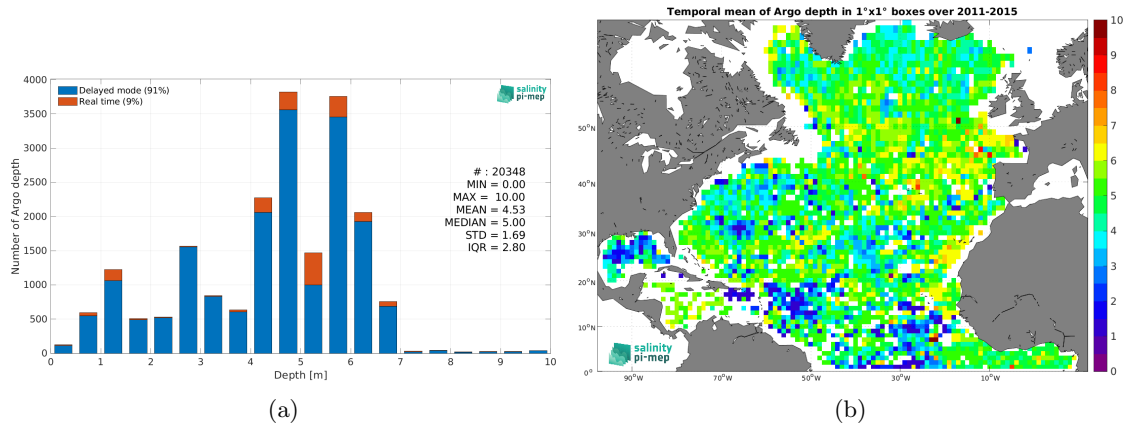 Temporal mean of Argo depth in 1°x1° boxes over 2011-2015
4000
3500
3000
2500
2000
1500
1000
500
0
Number of Argo depth
Delayed mode (91%)
Real time (9%)
salinity
pi-mep
# : 20348
MIN = 0.00
MAX = 10.00
MEAN = 4.53
MEDIAN = 5.00
STD = 1.69
IQR = 2.80
0 1 2 3 4 5 6 7 8 9 10
Depth [m]
(a)
50°N
40°N
30°N
20°N
10°N
0°
90°W 70°W 50°W 30°W 10°W
salinity
pi-mep
10
9
8
7
6
5
4
3
2
1
0
(b)